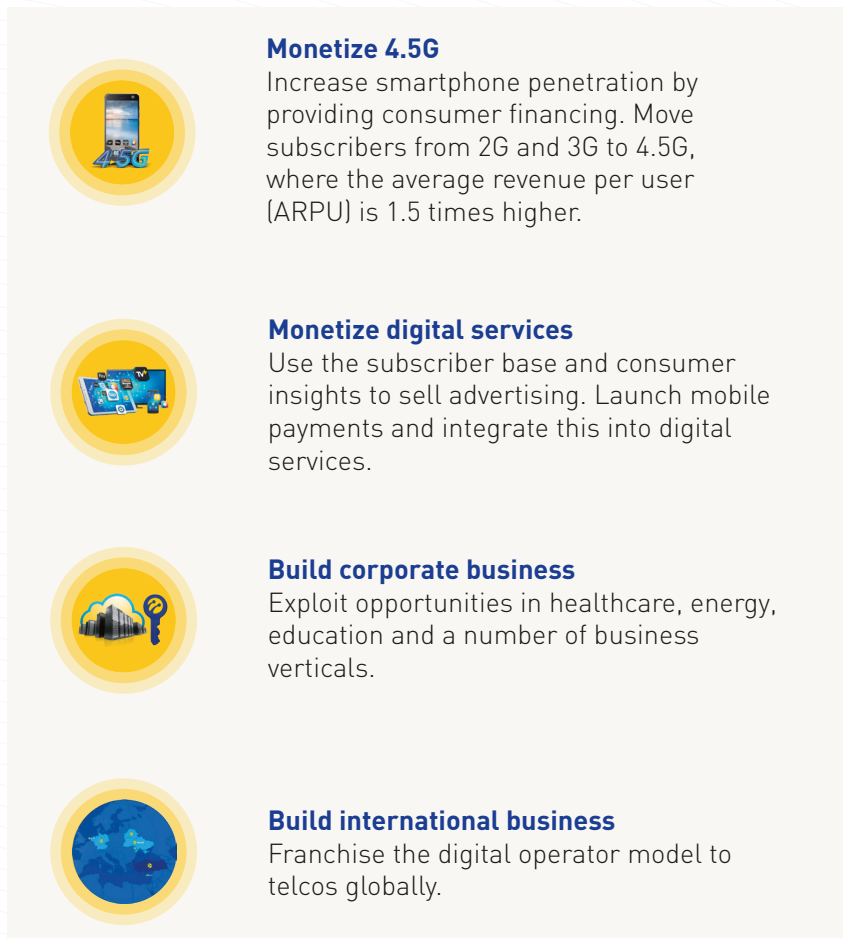 Monetize 4.5G
Increase smartphone penetration by
providing consumer financing. Move
subscribers from 2G and 3G to 4.5G,
where the average revenue per user
(ARPU) is 1.5 times higher.
4.5G
Monetize digital services
Use the subscriber base and consumer
insights to sell advertising. Launch mobile
payments and integrate this into digital
services.
TV+
Build corporate business
Exploit opportunities in healthcare, energy,
education and a number of business
verticals.
Build international business
Franchise the digital operator model to
telcos globally.